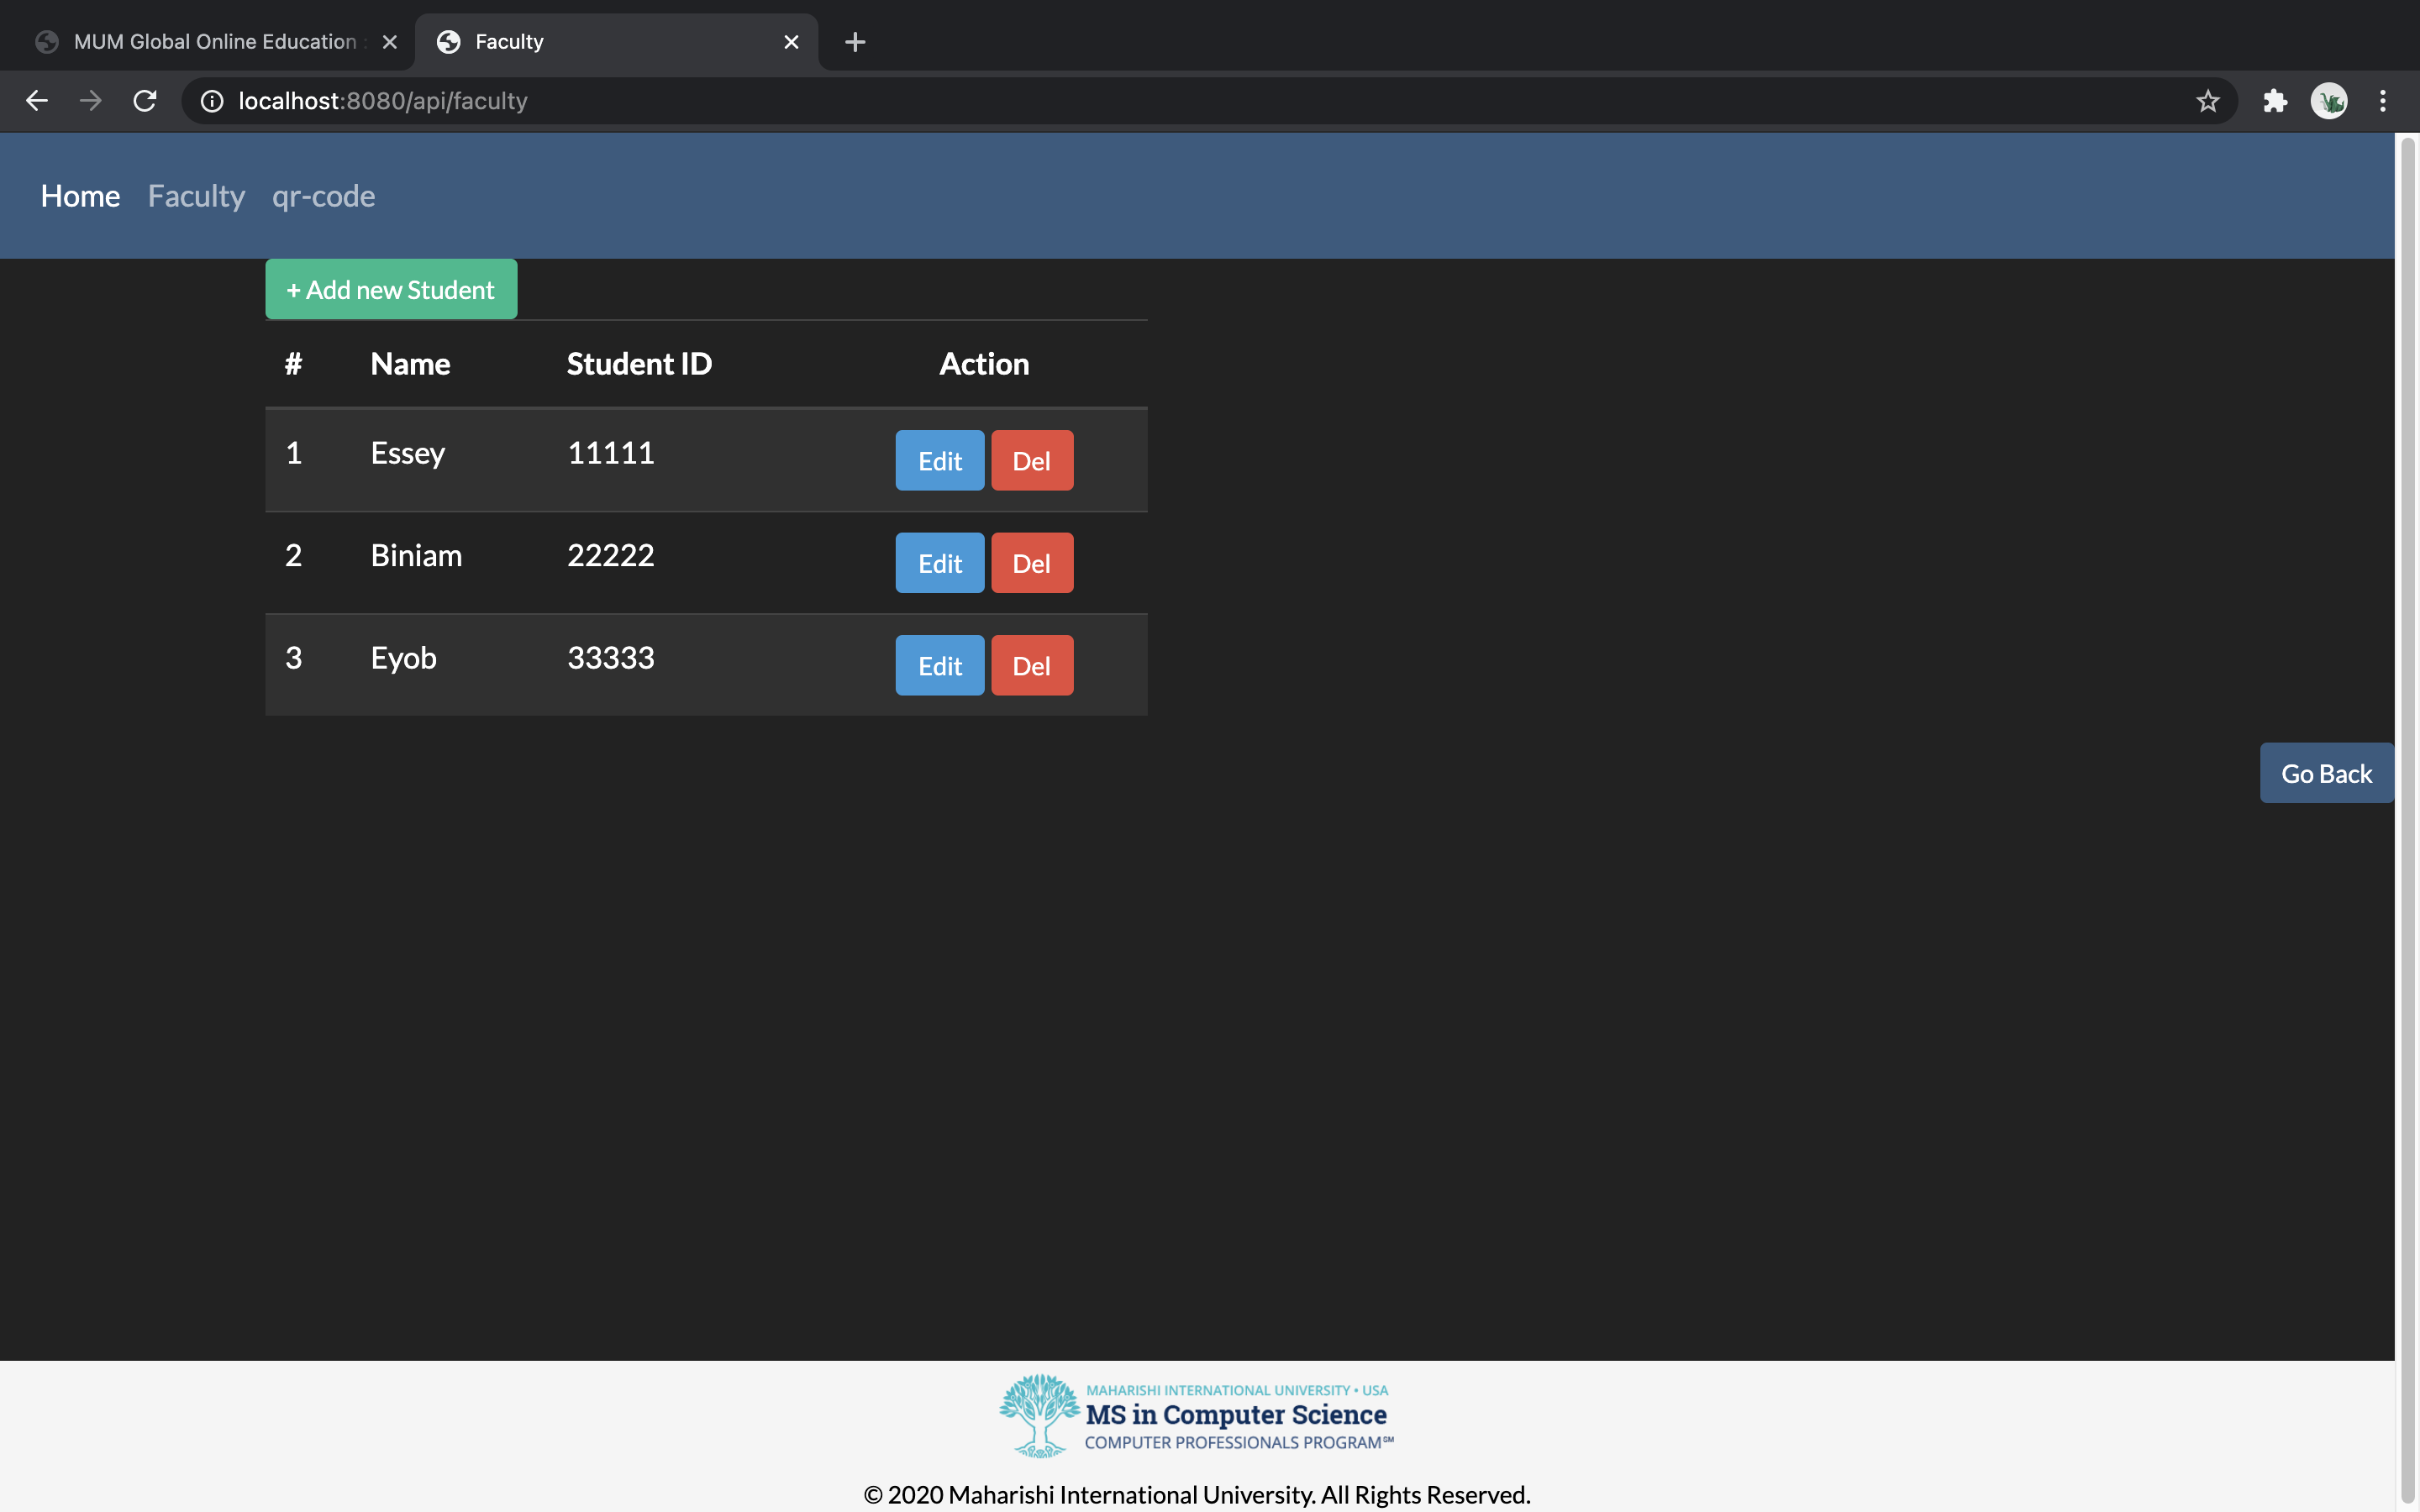 MUM Global Online Education
Faculty
localhost:8080/api/faculty
Home Faculty qr-code
+ Add new Student
# Name Student ID Action
1 Essey 11111 Edit Del
2 Biniam 22222 Edit Del
3 Eyob 33333 Edit Del
Go Back
MAHARISHI INTERNATIONAL UNIVERSITY • USA
MS in Computer Science
COMPUTER PROFESSIONALS PROGRAM℠
© 2020 Maharishi International University. All Rights Reserved.